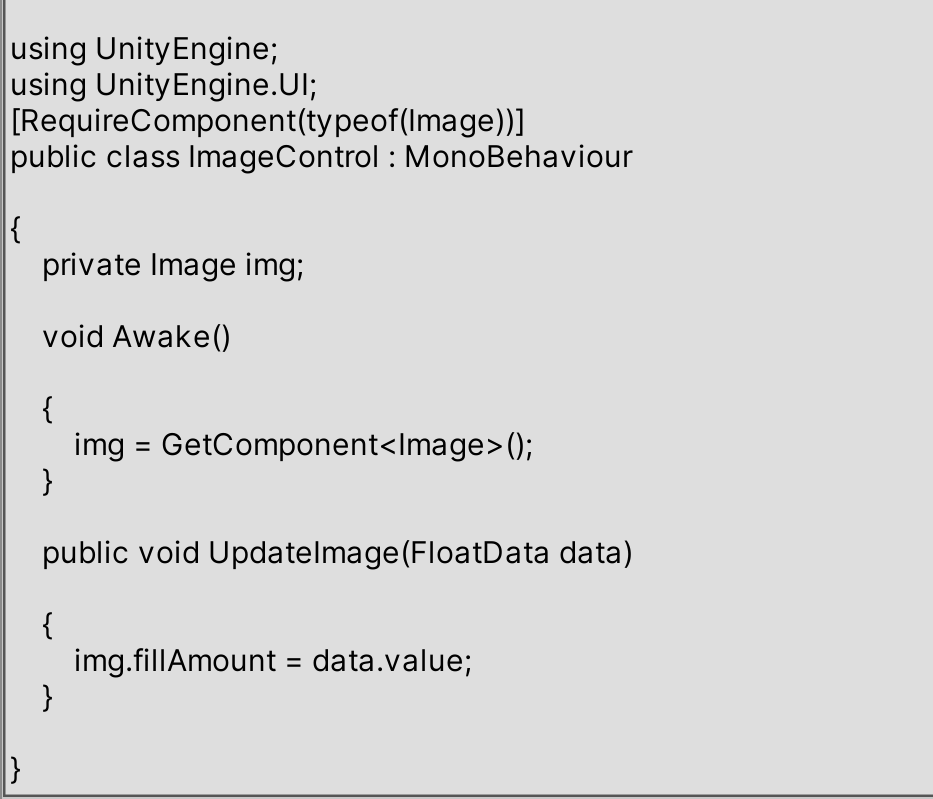 using UnityEngine;
using UnityEngine.UI;
[RequireComponent(typeof(Image))]
public class ImageControl : MonoBehaviour
{
    private Image img;
    void Awake()
    {
        img = GetComponent<Image>();
    }
    public void UpdateImage(FloatData data)
    {
        img.fillAmount = data.value;
    }
}